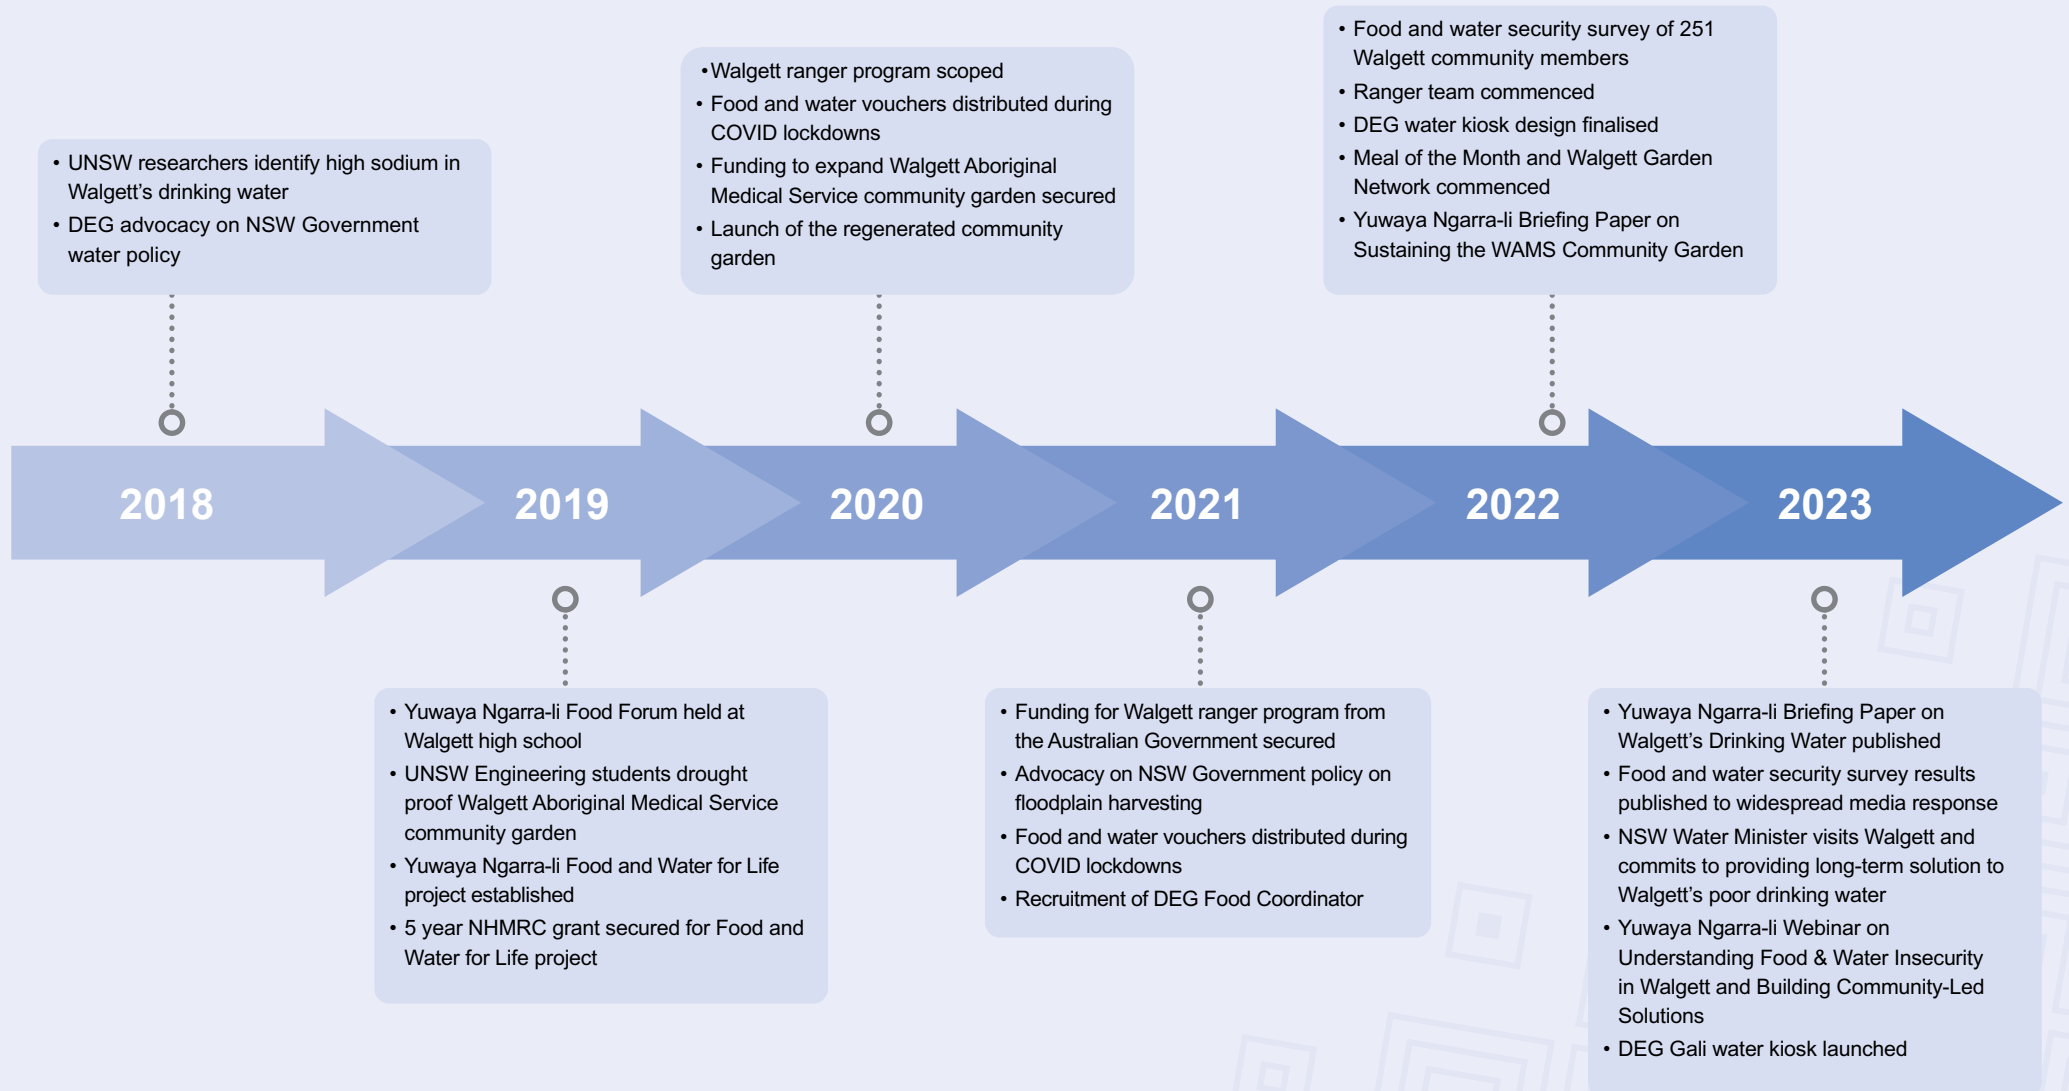 • UNSW researchers identify high sodium in
Walgett’s drinking water
• DEG advocacy on NSW Government
water policy
•Walgett ranger program scoped
• Food and water vouchers distributed during
COVID lockdowns
• Funding to expand Walgett Aboriginal
Medical Service community garden secured
• Launch of the regenerated community
garden
• Food and water security survey of 251
Walgett community members
• Ranger team commenced
• DEG water kiosk design finalised
• Meal of the Month and Walgett Garden
Network commenced
• Yuwaya Ngarra-li Briefing Paper on
Sustaining the WAMS Community Garden
2018
2019
2020
2021
2022
2023
• Yuwaya Ngarra-li Food Forum held at
Walgett high school
• UNSW Engineering students drought
proof Walgett Aboriginal Medical Service
community garden
• Yuwaya Ngarra-li Food and Water for Life
project established
• 5 year NHMRC grant secured for Food and
Water for Life project
• Funding for Walgett ranger program from
the Australian Government secured
• Advocacy on NSW Government policy on
floodplain harvesting
• Food and water vouchers distributed during
COVID lockdowns
• Recruitment of DEG Food Coordinator
• Yuwaya Ngarra-li Briefing Paper on
Walgett’s Drinking Water published
• Food and water security survey results
published to widespread media response
• NSW Water Minister visits Walgett and
commits to providing long-term solution to
Walgett’s poor drinking water
• Yuwaya Ngarra-li Webinar on
Understanding Food & Water Insecurity
in Walgett and Building Community-Led
Solutions
• DEG Gali water kiosk launched